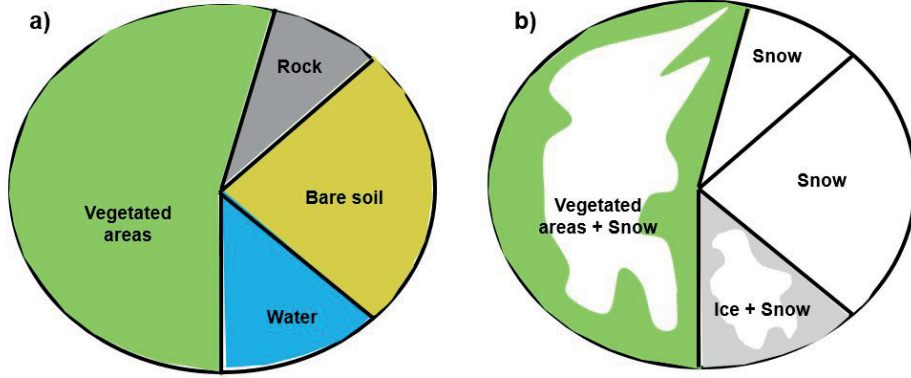 a)
Rock
Vegetated
areas
Bare soil
Water
b)
Snow
Snow
Vegetated
areas + Snow
Ice + Snow